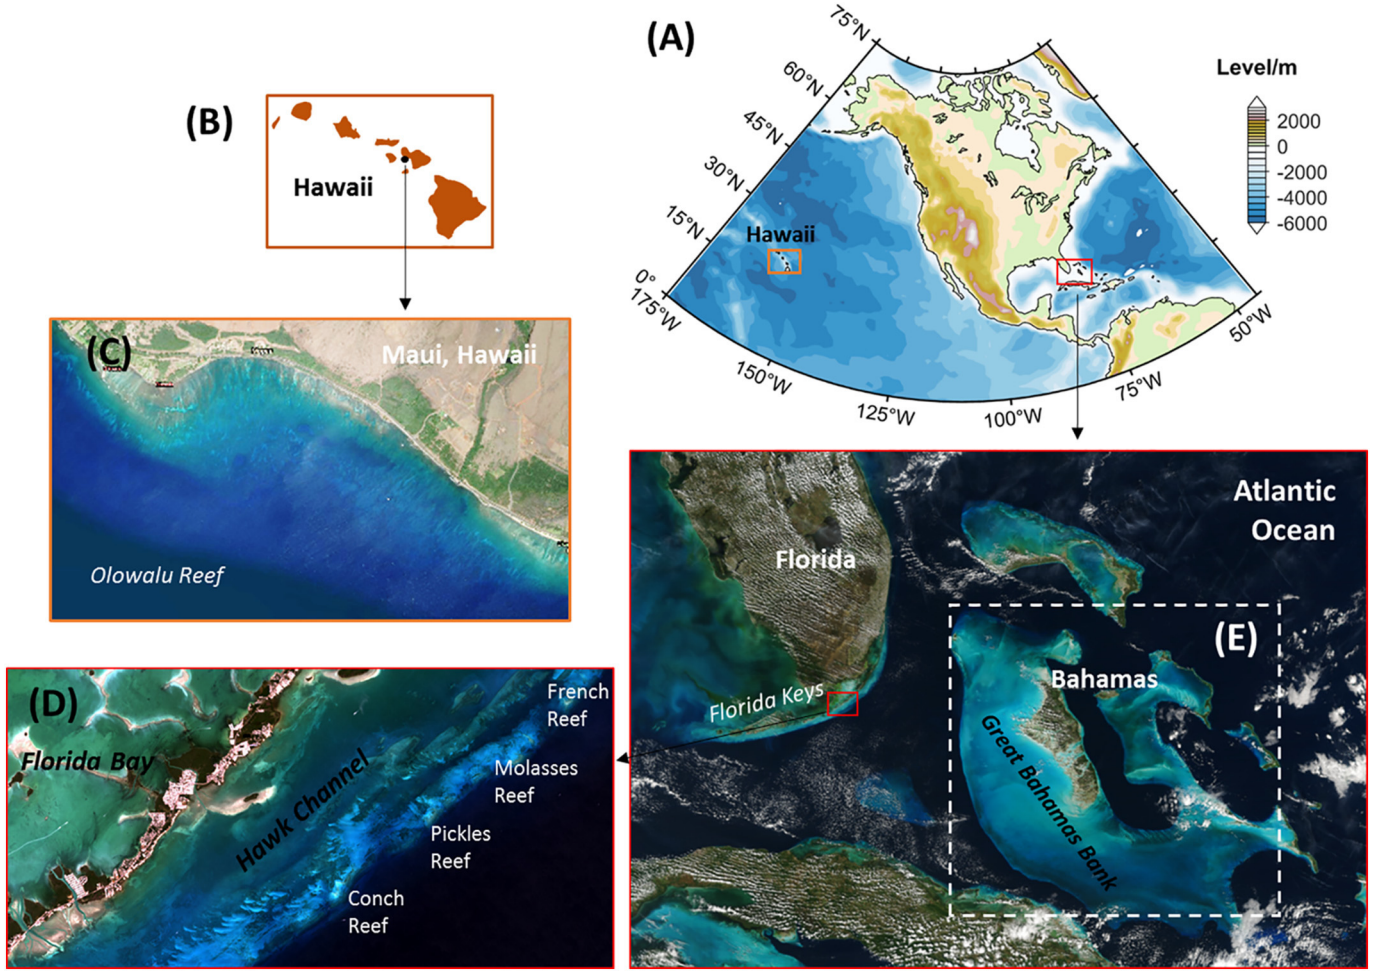 (A)
75°N
60°N
45°N
30°N
15°N
0°
175°W
150°W
125°W
100°W
75°W
50°W
Hawaii
Level/m
2000
0
-2000
-4000
-6000
(B)
Hawaii
(C)
Maui, Hawaii
Olowalu Reef
(D)
Florida Bay
Hawk Channel
French
Reef
Molasses
Reef
Pickles
Reef
Conch
Reef
Atlantic
Ocean
Florida
Florida Keys
(E)
Bahamas
Great Bahamas Bank